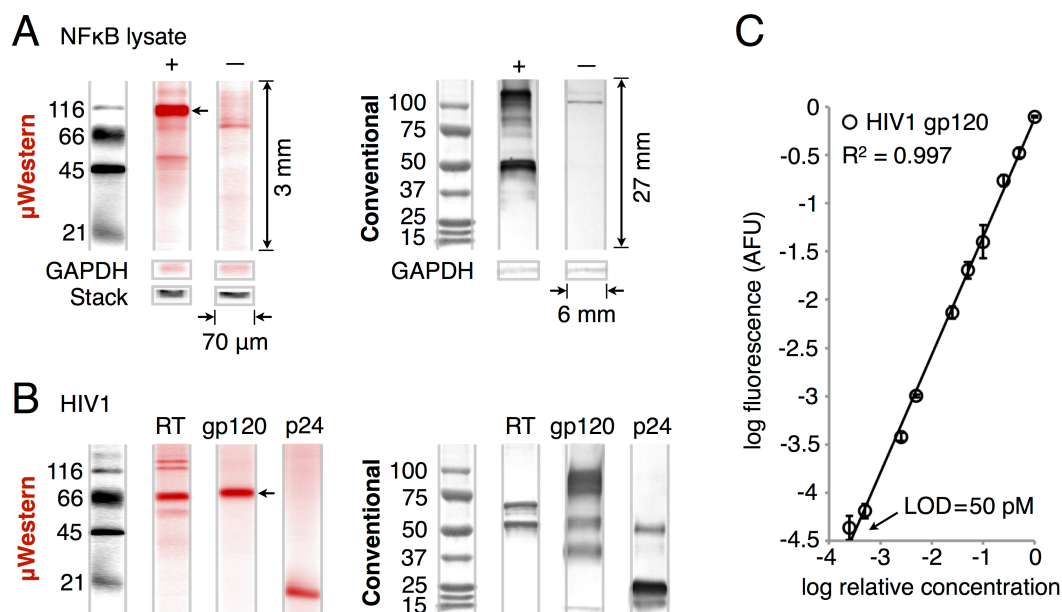 A
NFκB lysate
+ —
116
66
45
21
µWestern
3 mm
GAPDH
Stack
70 µm
+ —
100
75
50
37
25
15
Conventional
27 mm
GAPDH
6 mm
B
HIV1
RT gp120 p24
116
66
45
21
µWestern
RT gp120 p24
100
75
50
37
25
15
Conventional
C
HIV1 gp120
R² = 0.997
0
-0.5
-1
-1.5
-2
-2.5
-3
-3.5
-4
-4.5
log fluorescence (AFU)
LOD=50 pM
-4 -3 -2 -1 0
log relative concentration